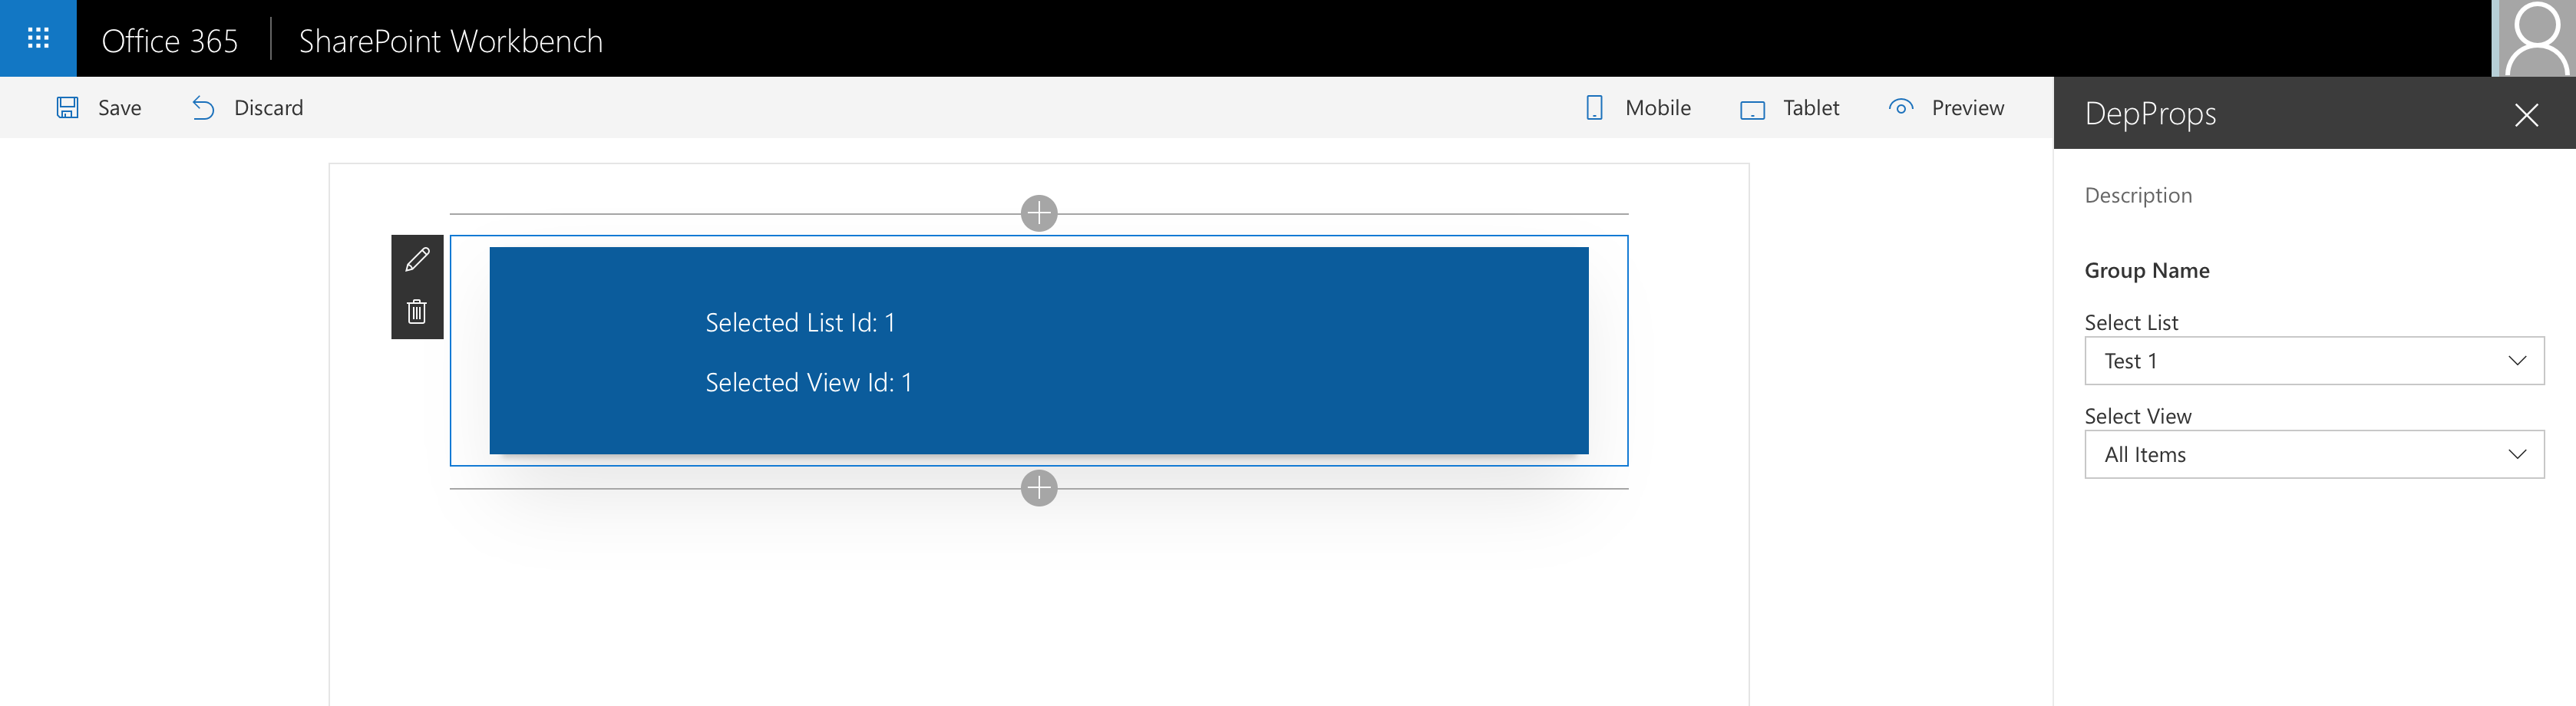 Office 365
SharePoint Workbench
Save
Discard
Mobile
Tablet
Preview
Selected List Id: 1
Selected View Id: 1
DepProps
Description
Group Name
Select List
Test 1
Select View
All Items